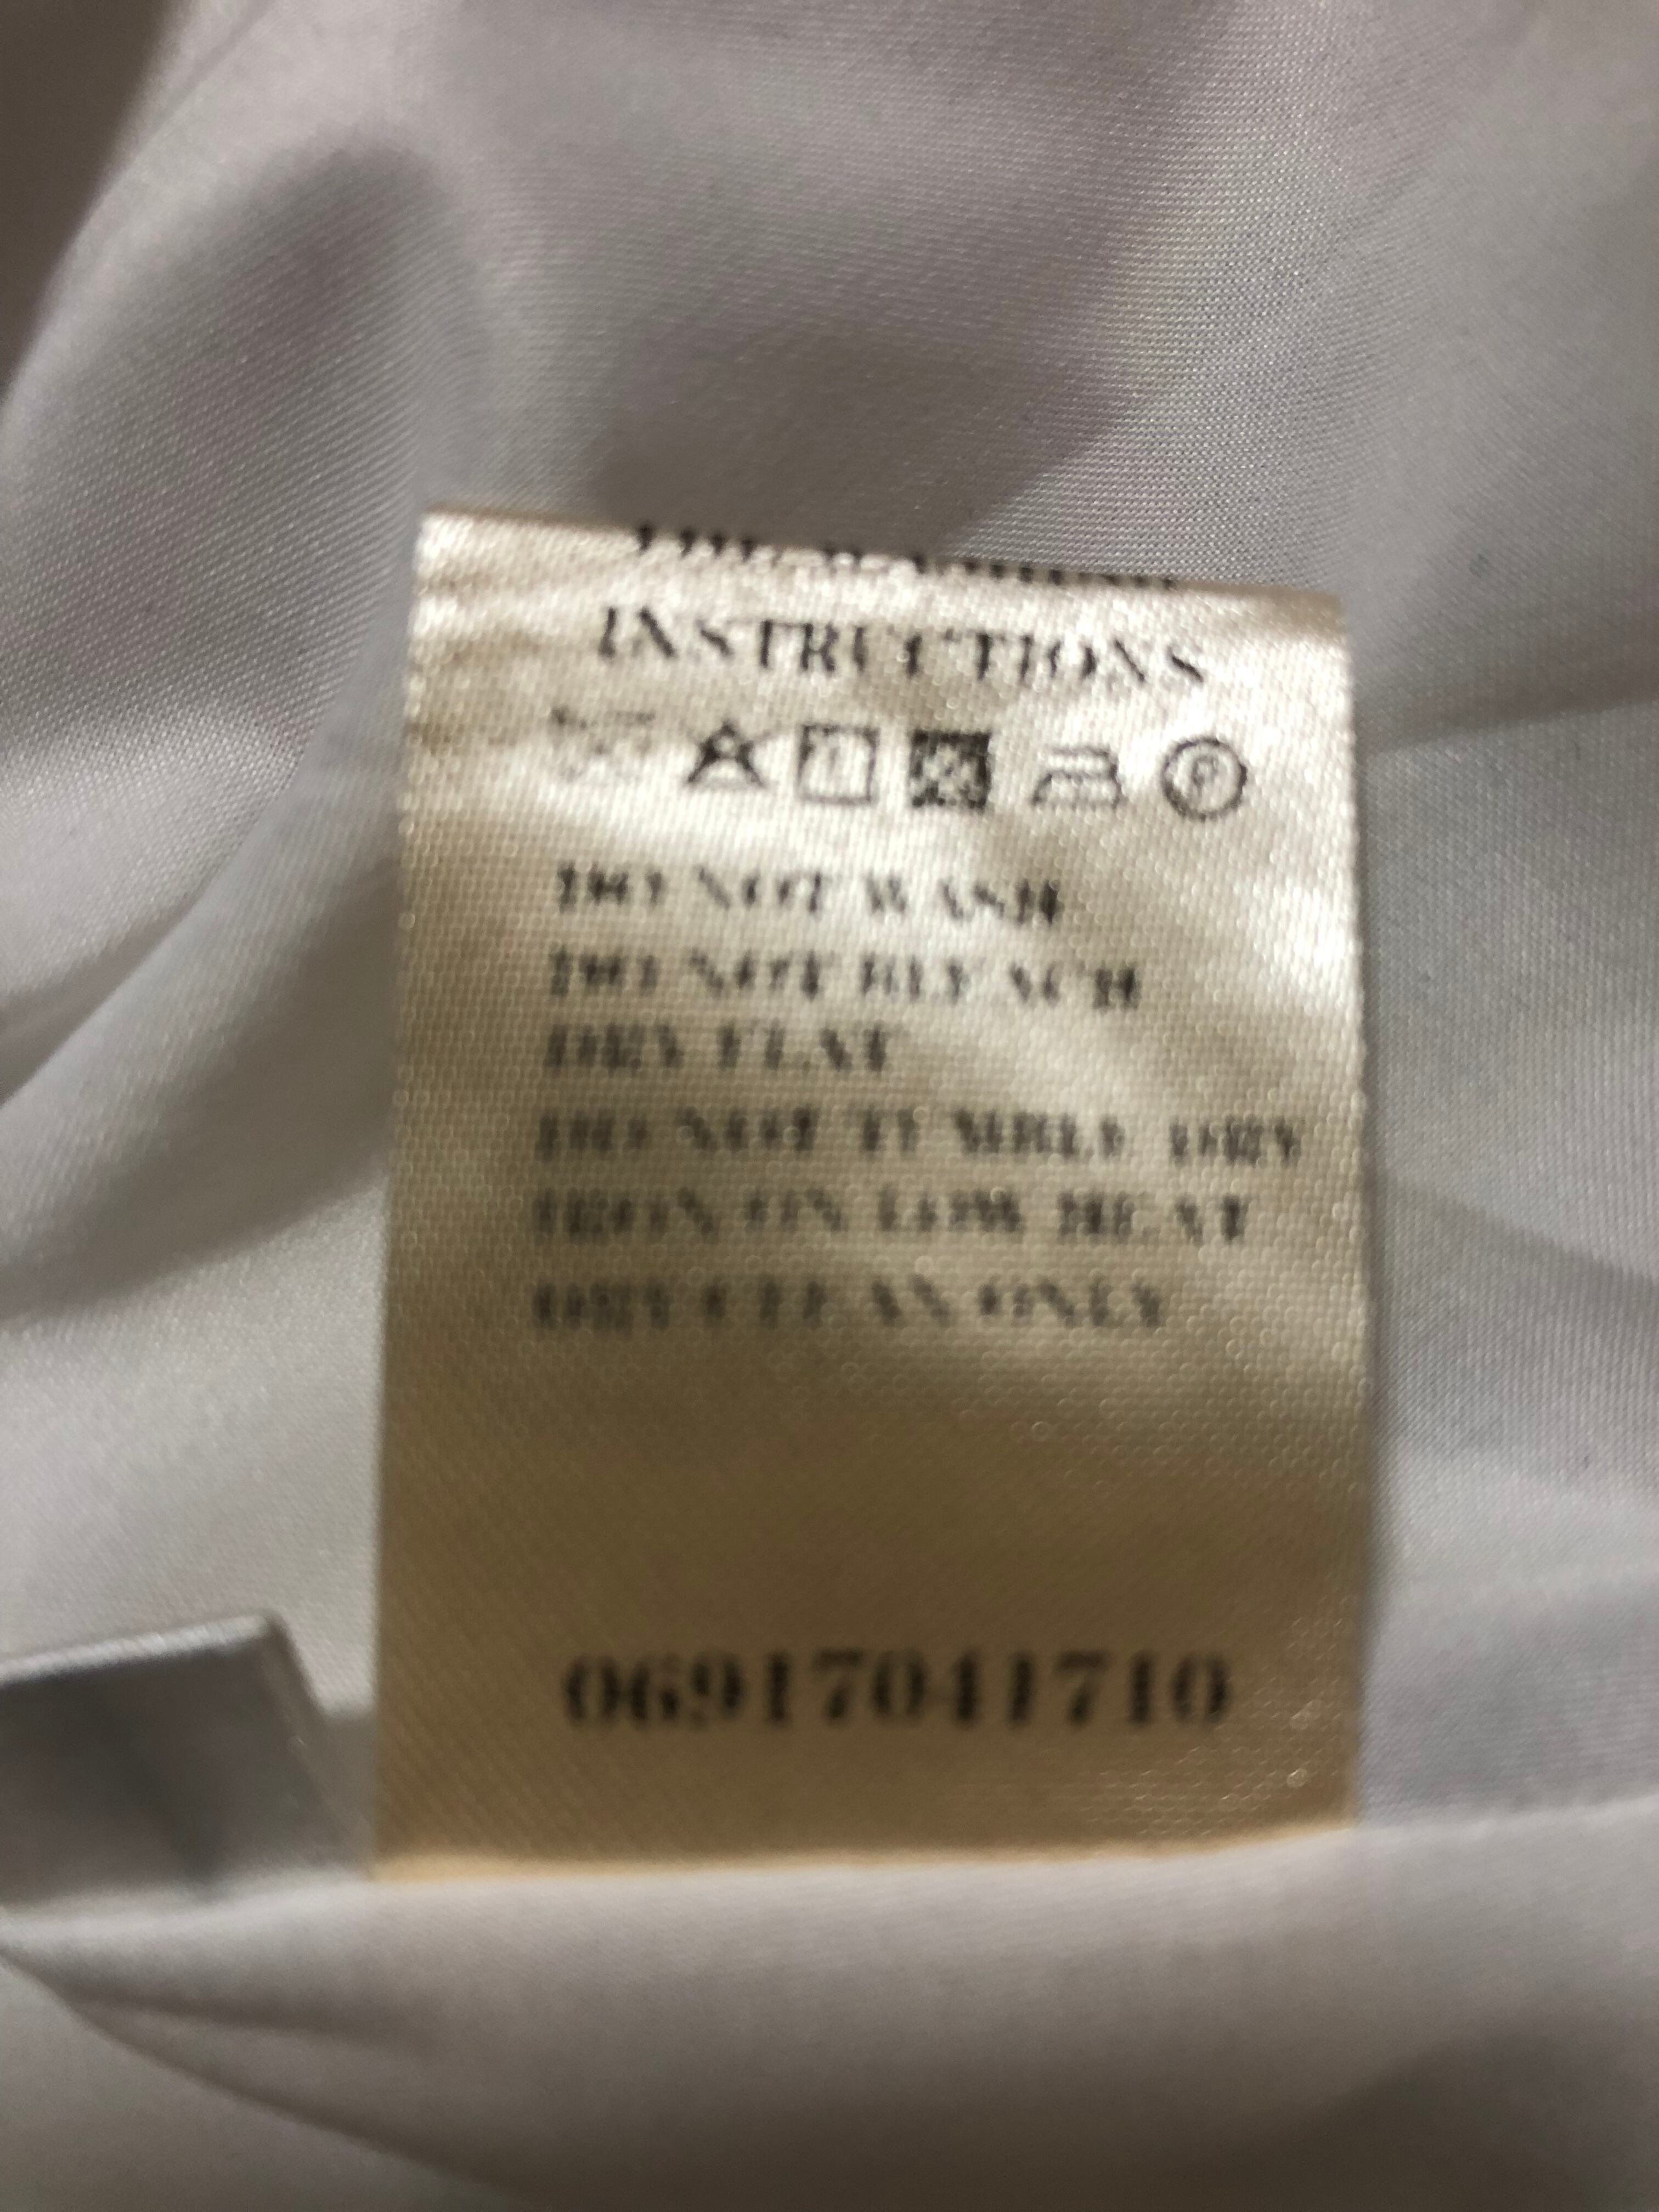 INSTRUCTIONS
P
DO NOT WASH
DO NOT BLEACH
DRY FLAT
DO NOT TUMBLE DRY
IRON ON LOW HEAT
DRY CLEAN ONLY
06917041710